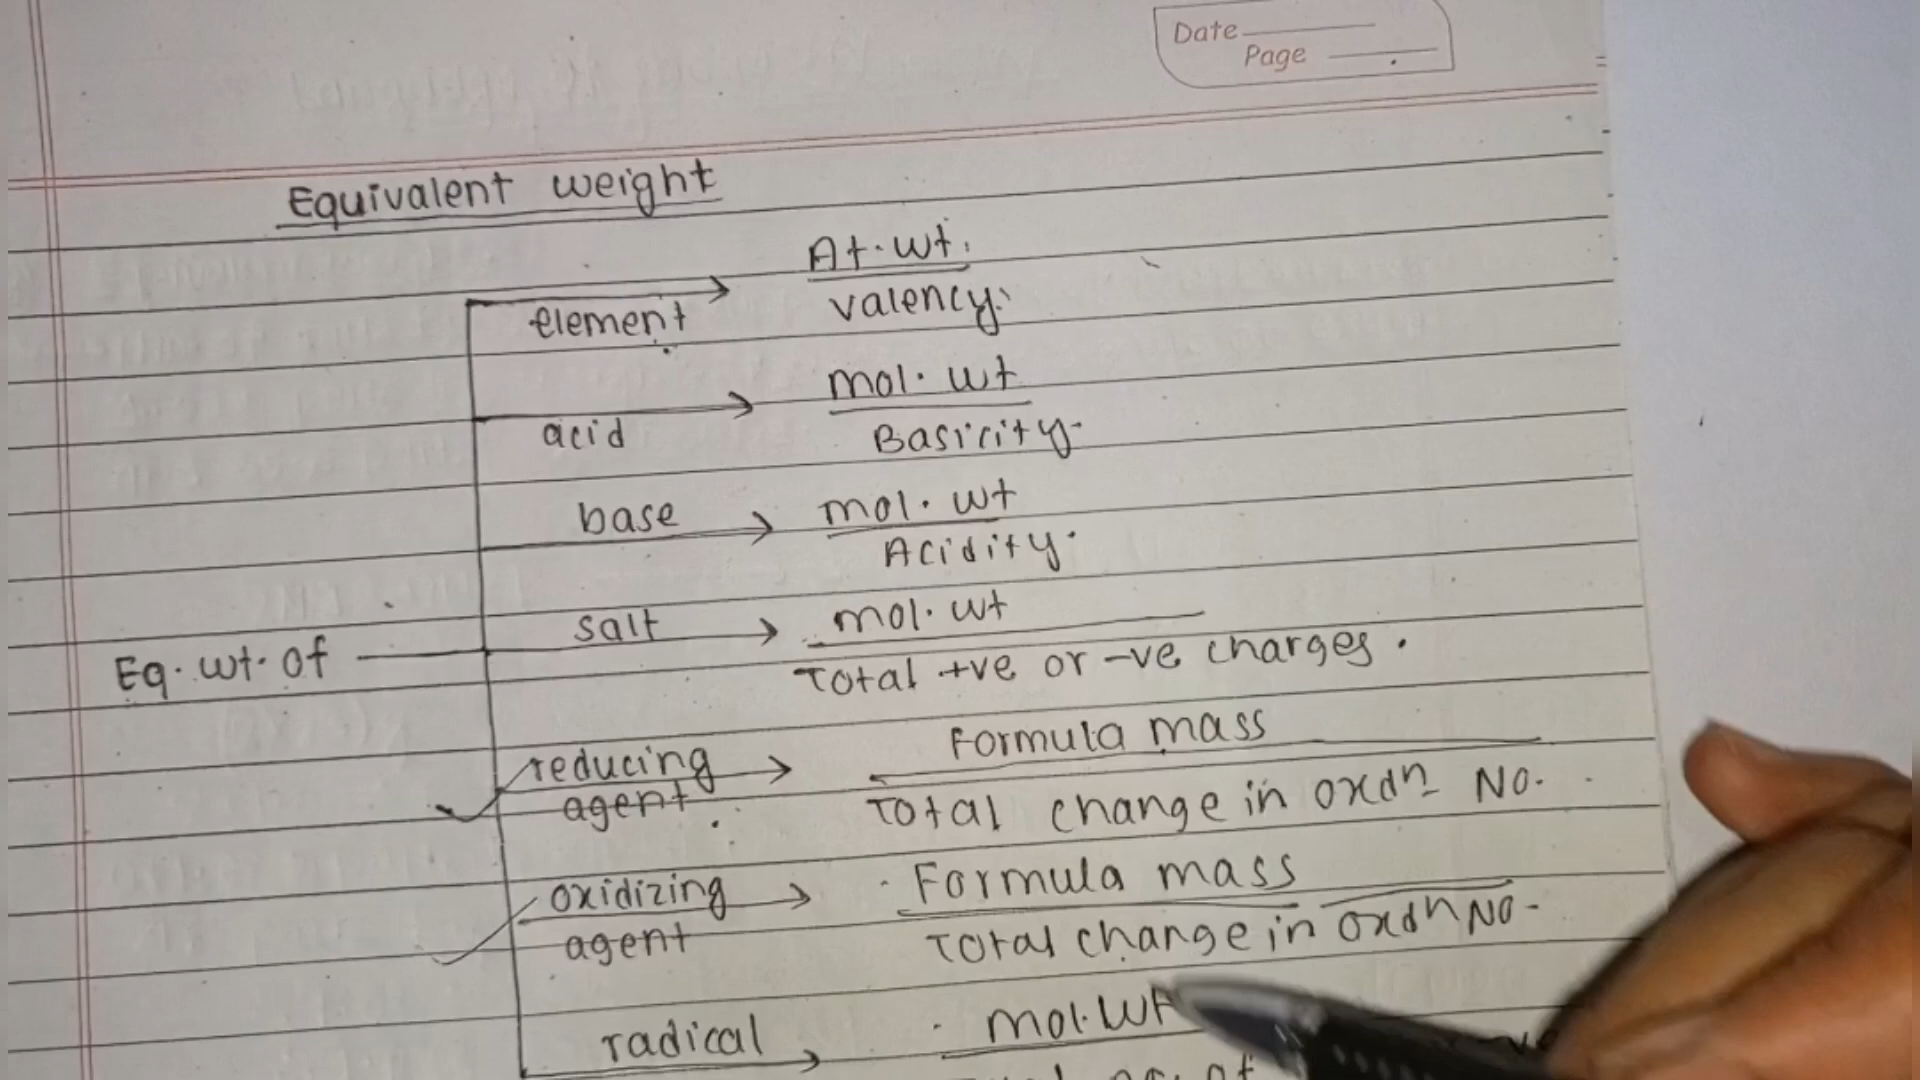 Date
Page
Equivalent weight
At. wt.
element
valency.
mol. wt
acid
Basicity.
base
mol. wt
Acidity.
salt
mol. wt
Eq. wt. of
Total +ve or -ve charges.
reducing
agent
Formula mass
Total change in oxdn No.
oxidizing
agent
Formula mass
Total change in oxdn No.
radical
mol. wt